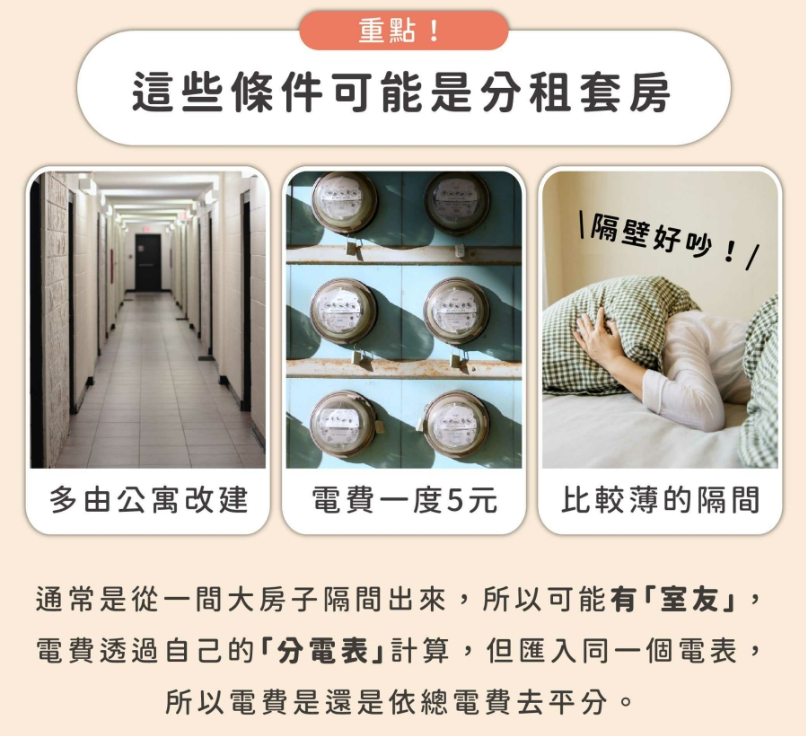 重點！
這些條件可能是分租套房
\隔壁好吵！/
多由公寓改建
電費一度5元
比較薄的隔間
通常是從一間大房子隔間出來，所以可能有「室友」，
電費透過自己的「分電表」計算，但匯入同一個電表，
所以電費是還是依總電費去平分。